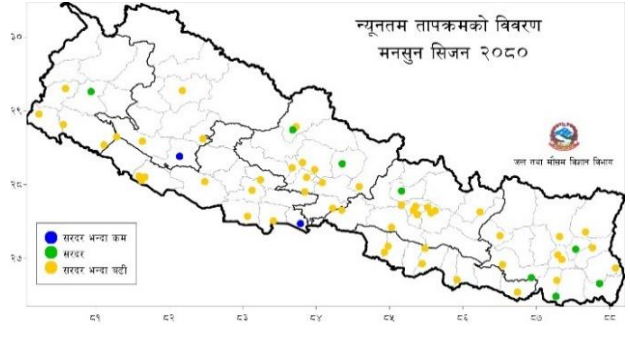 न्यूनतम तापक्रमको विवरण
मनसुन सिजन २०८०
जल तथा मौसम विज्ञान विभाग
सरदर भन्दा कम
सरदर
सरदर भन्दा बढी
३०
२९
२८
२७
८१
८२
८३
८४
८५
८६
८७
८८